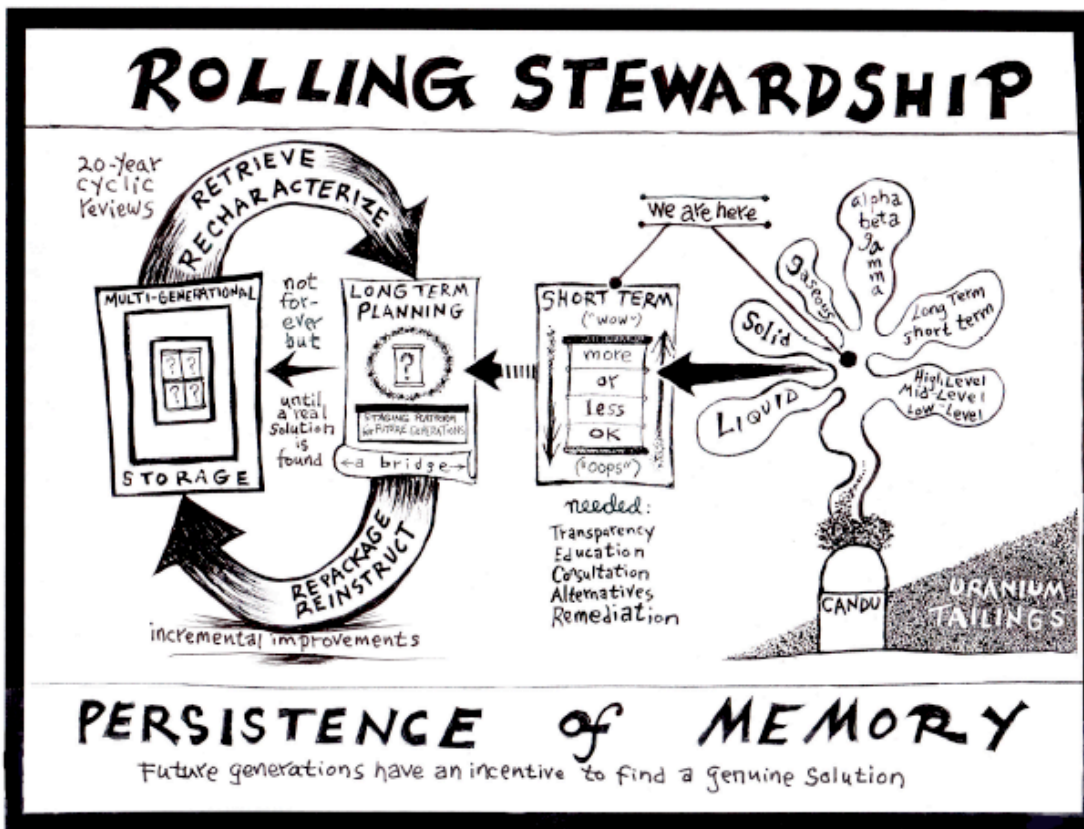 ROLLING STEWARDSHIP
20-Year
cyclic
reviews
RETRIEVE
RECHARACTERIZE
MULTI-GENERATIONAL
? ?
? ?
STORAGE
not
for-
ever
but
until
a real
solution
is
found
LONG TERM
PLANNING
?
STAGING PLATFORM
for FUTURE GENERATIONS
a bridge
REPACKAGE
REINSTRUCT
incremental improvements
We are here
SHORT TERM
("wow")
more
or
less
OK
("Oops")
needed:
Transparency
Education
Consultation
Alternatives
Remediation
LIQUID
Solid
gaseous
alpha
beta
g
a
m
m
a
Long Term
short term
High Level
Mid-Level
Low-Level
CANDU
URANIUM
TAILINGS
PERSISTENCE of MEMORY
Future generations have an incentive to find a genuine solution